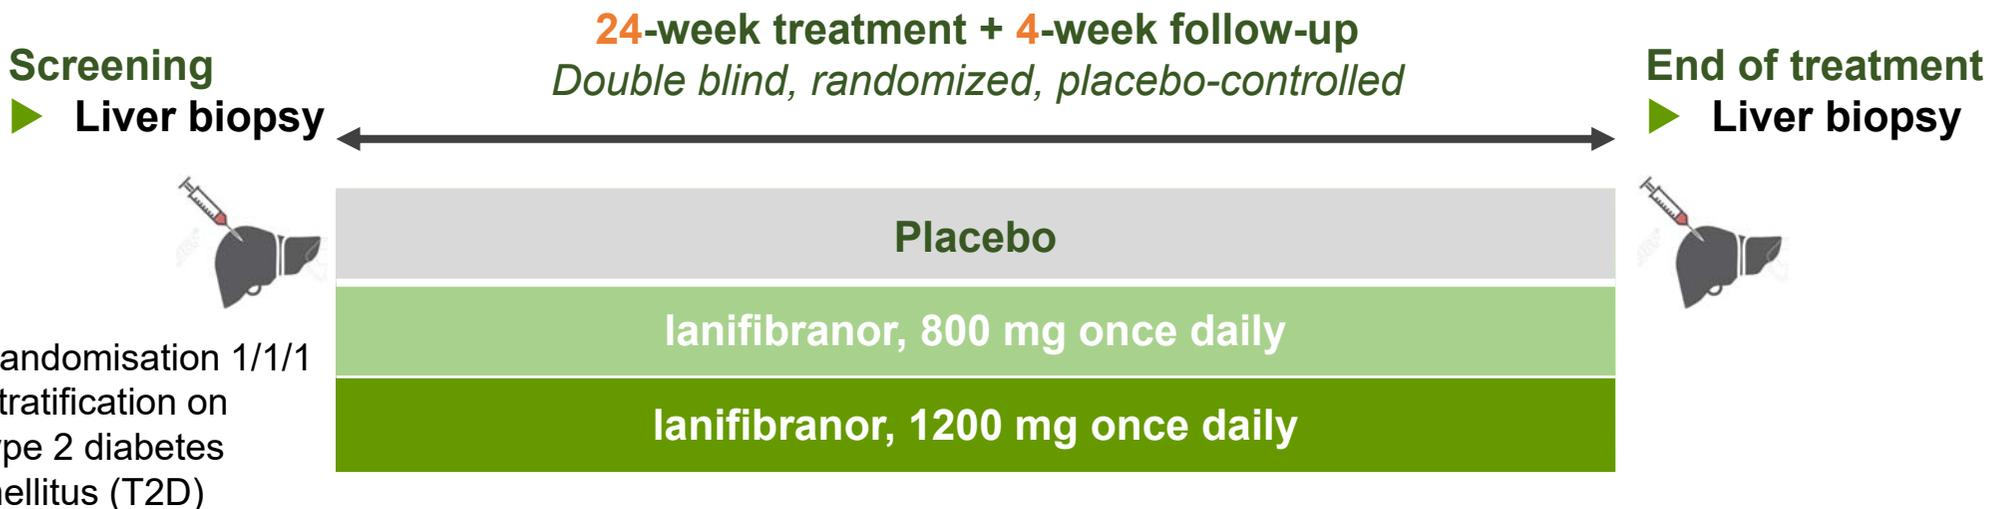 24-week treatment + 4-week follow-up
Double blind, randomized, placebo-controlled
Screening
Liver biopsy
End of treatment
Liver biopsy
Placebo
lanifibranor, 800 mg once daily
lanifibranor, 1200 mg once daily
andomisation 1/1/1
tratification on
pe 2 diabetes
ellitus (T2D)